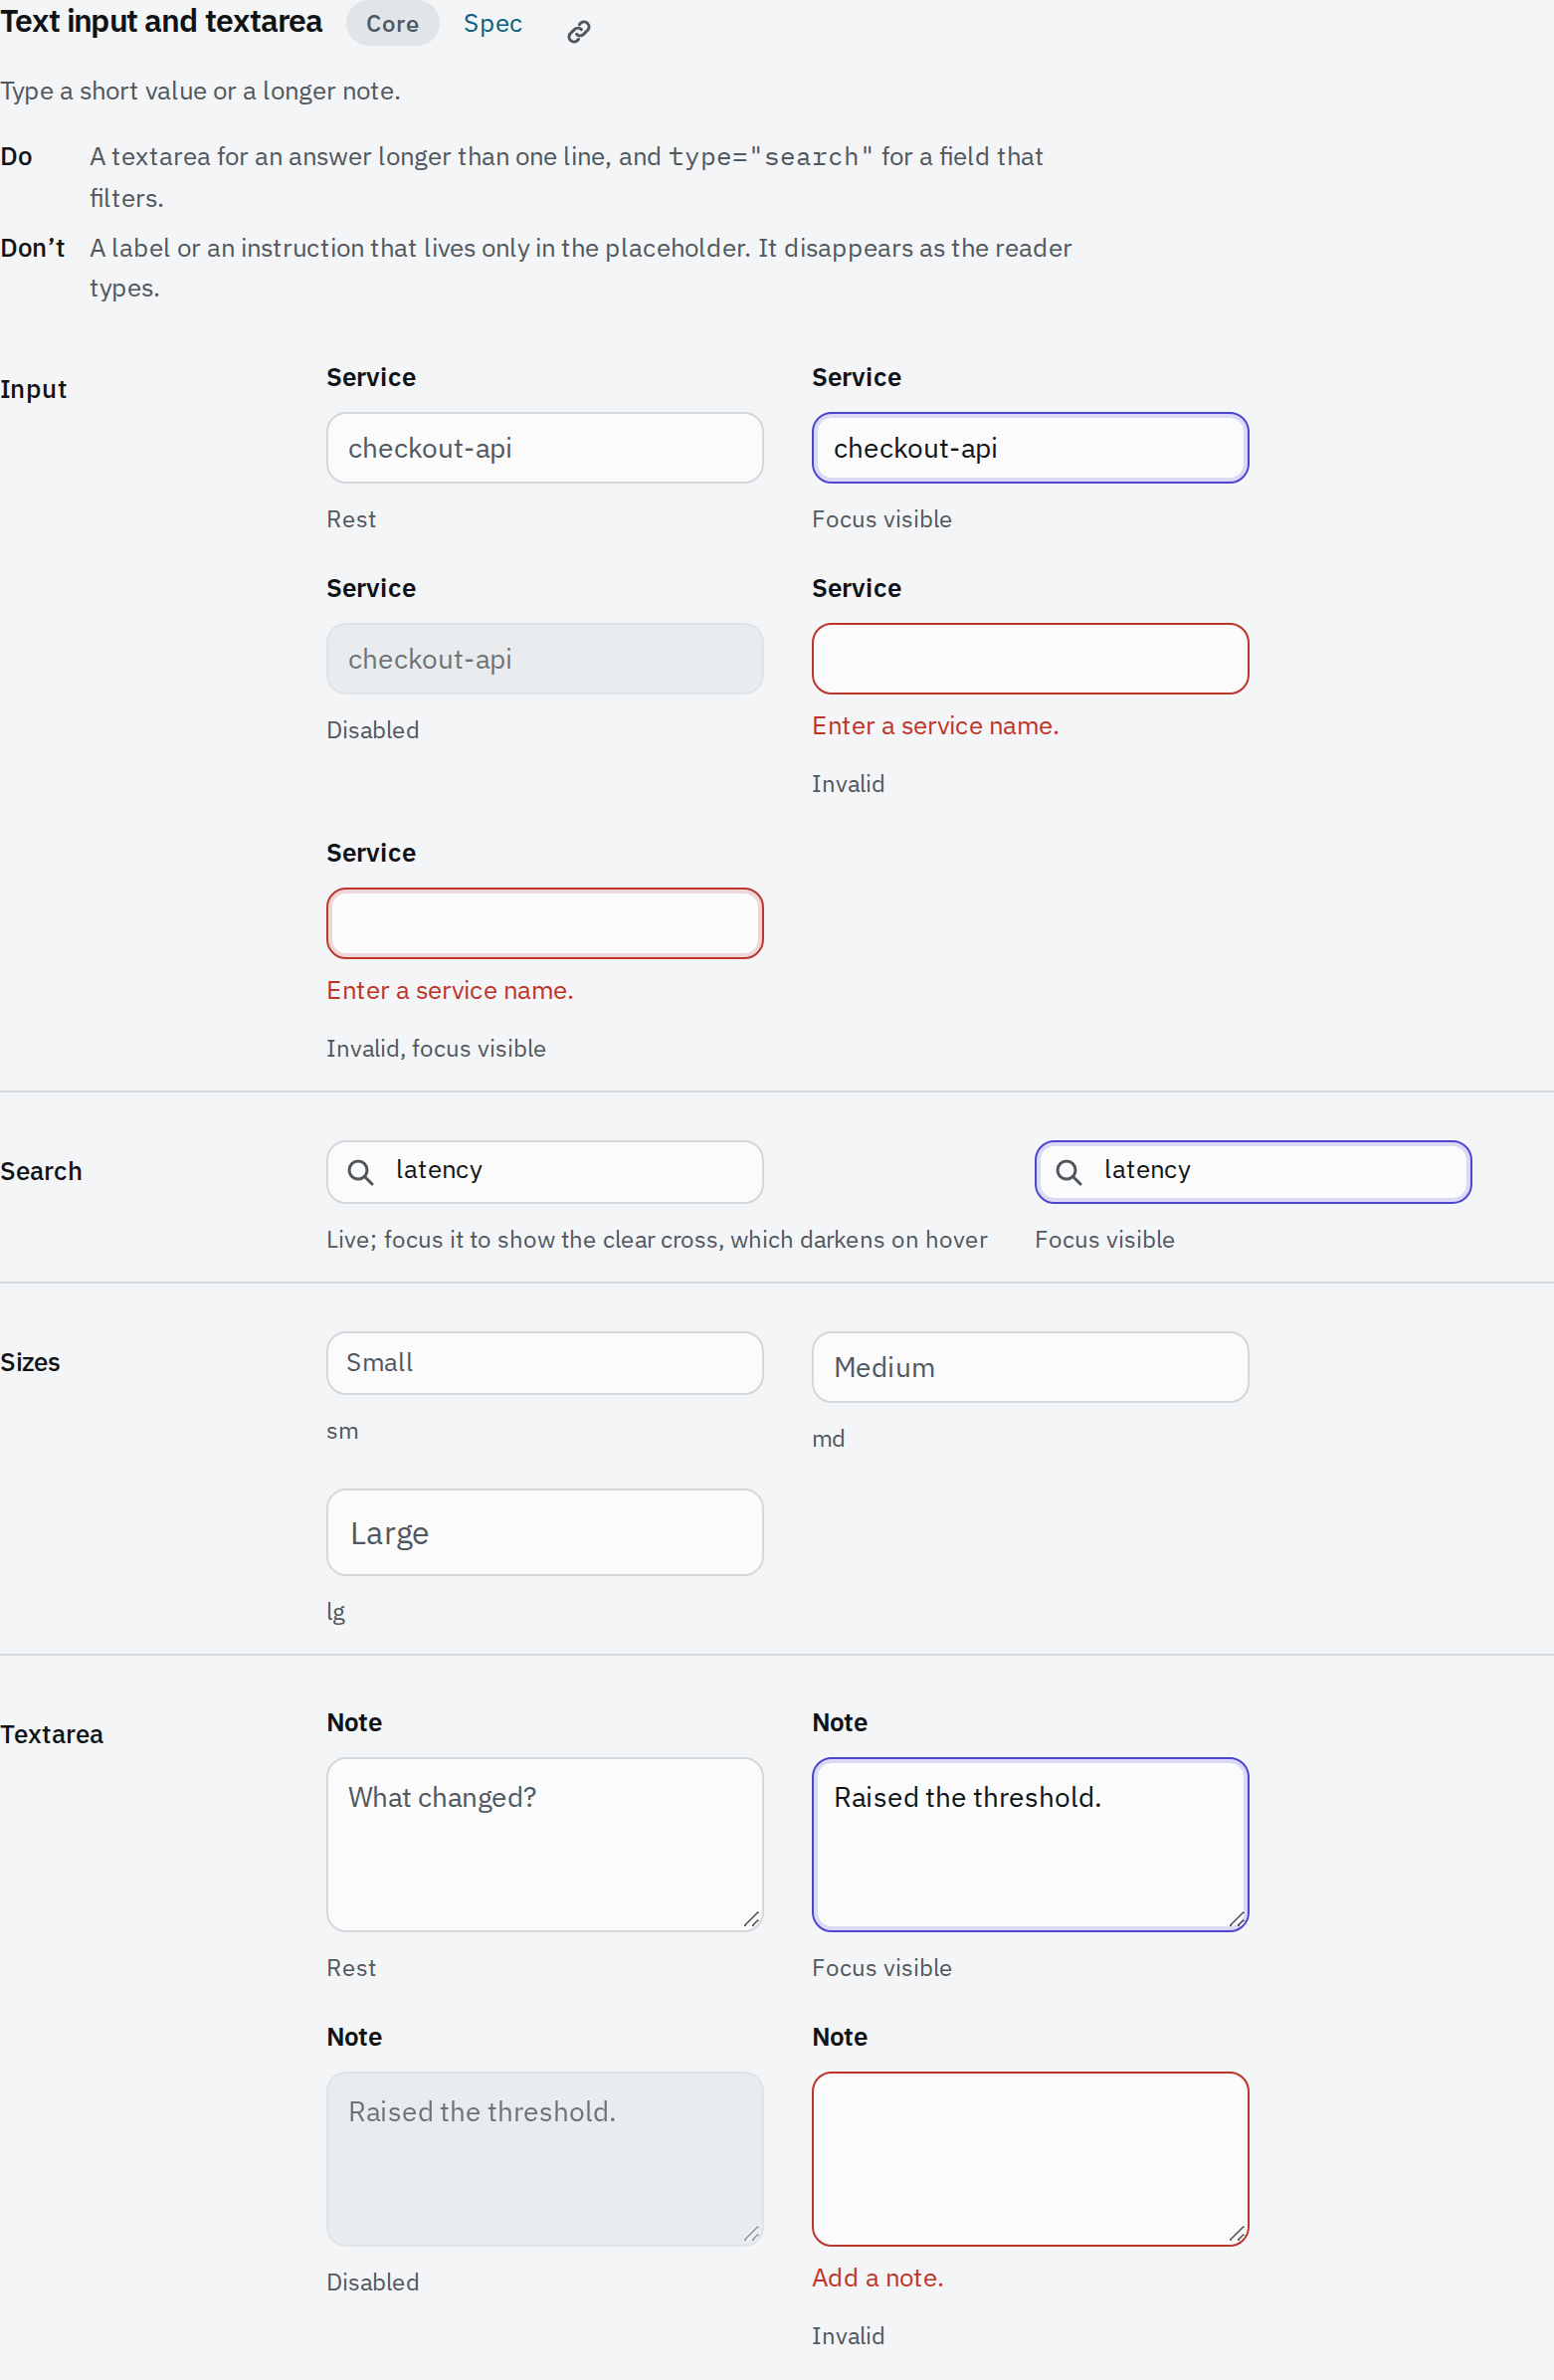 Text input and textarea Core Spec
Type a short value or a longer note.
Do A textarea for an answer longer than one line, and type="search" for a field that
filters.
Don’t A label or an instruction that lives only in the placeholder. It disappears as the reader
types.
Input
Service Service
checkout-api checkout-api
Rest Focus visible
Service Service
checkout-api
Enter a service name.
Disabled
Invalid
Service
Enter a service name.
Invalid, focus visible
Search latency latency
Live; focus it to show the clear cross, which darkens on hover Focus visible
Sizes Small Medium
sm md
Large
lg
Textarea
Note Note
What changed? Raised the threshold.
Rest Focus visible
Note Note
Raised the threshold.
Disabled
Add a note.
Invalid